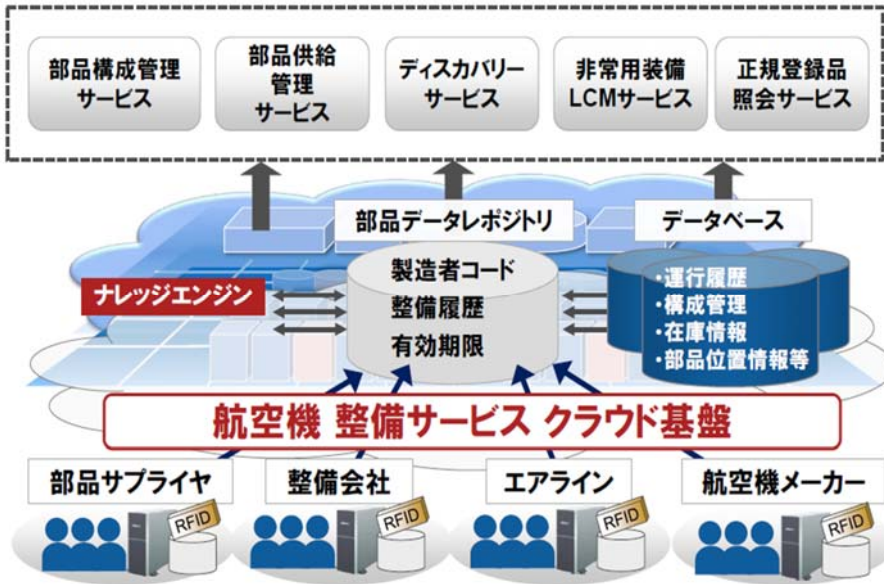 部品構成管理
サービス
部品供給
管理
サービス
ディスカバリー
サービス
非常用装備
LCMサービス
正規登録品
照会サービス
部品データレポジトリ
データベース
ナレッジエンジン
製造者コード
整備履歴
有効期限
・運行履歴
・構成管理
・在庫情報
・部品位置情報等
航空機 整備サービス クラウド基盤
部品サプライヤ
整備会社
エアライン
航空機メーカー
RFID
RFID
RFID
RFID